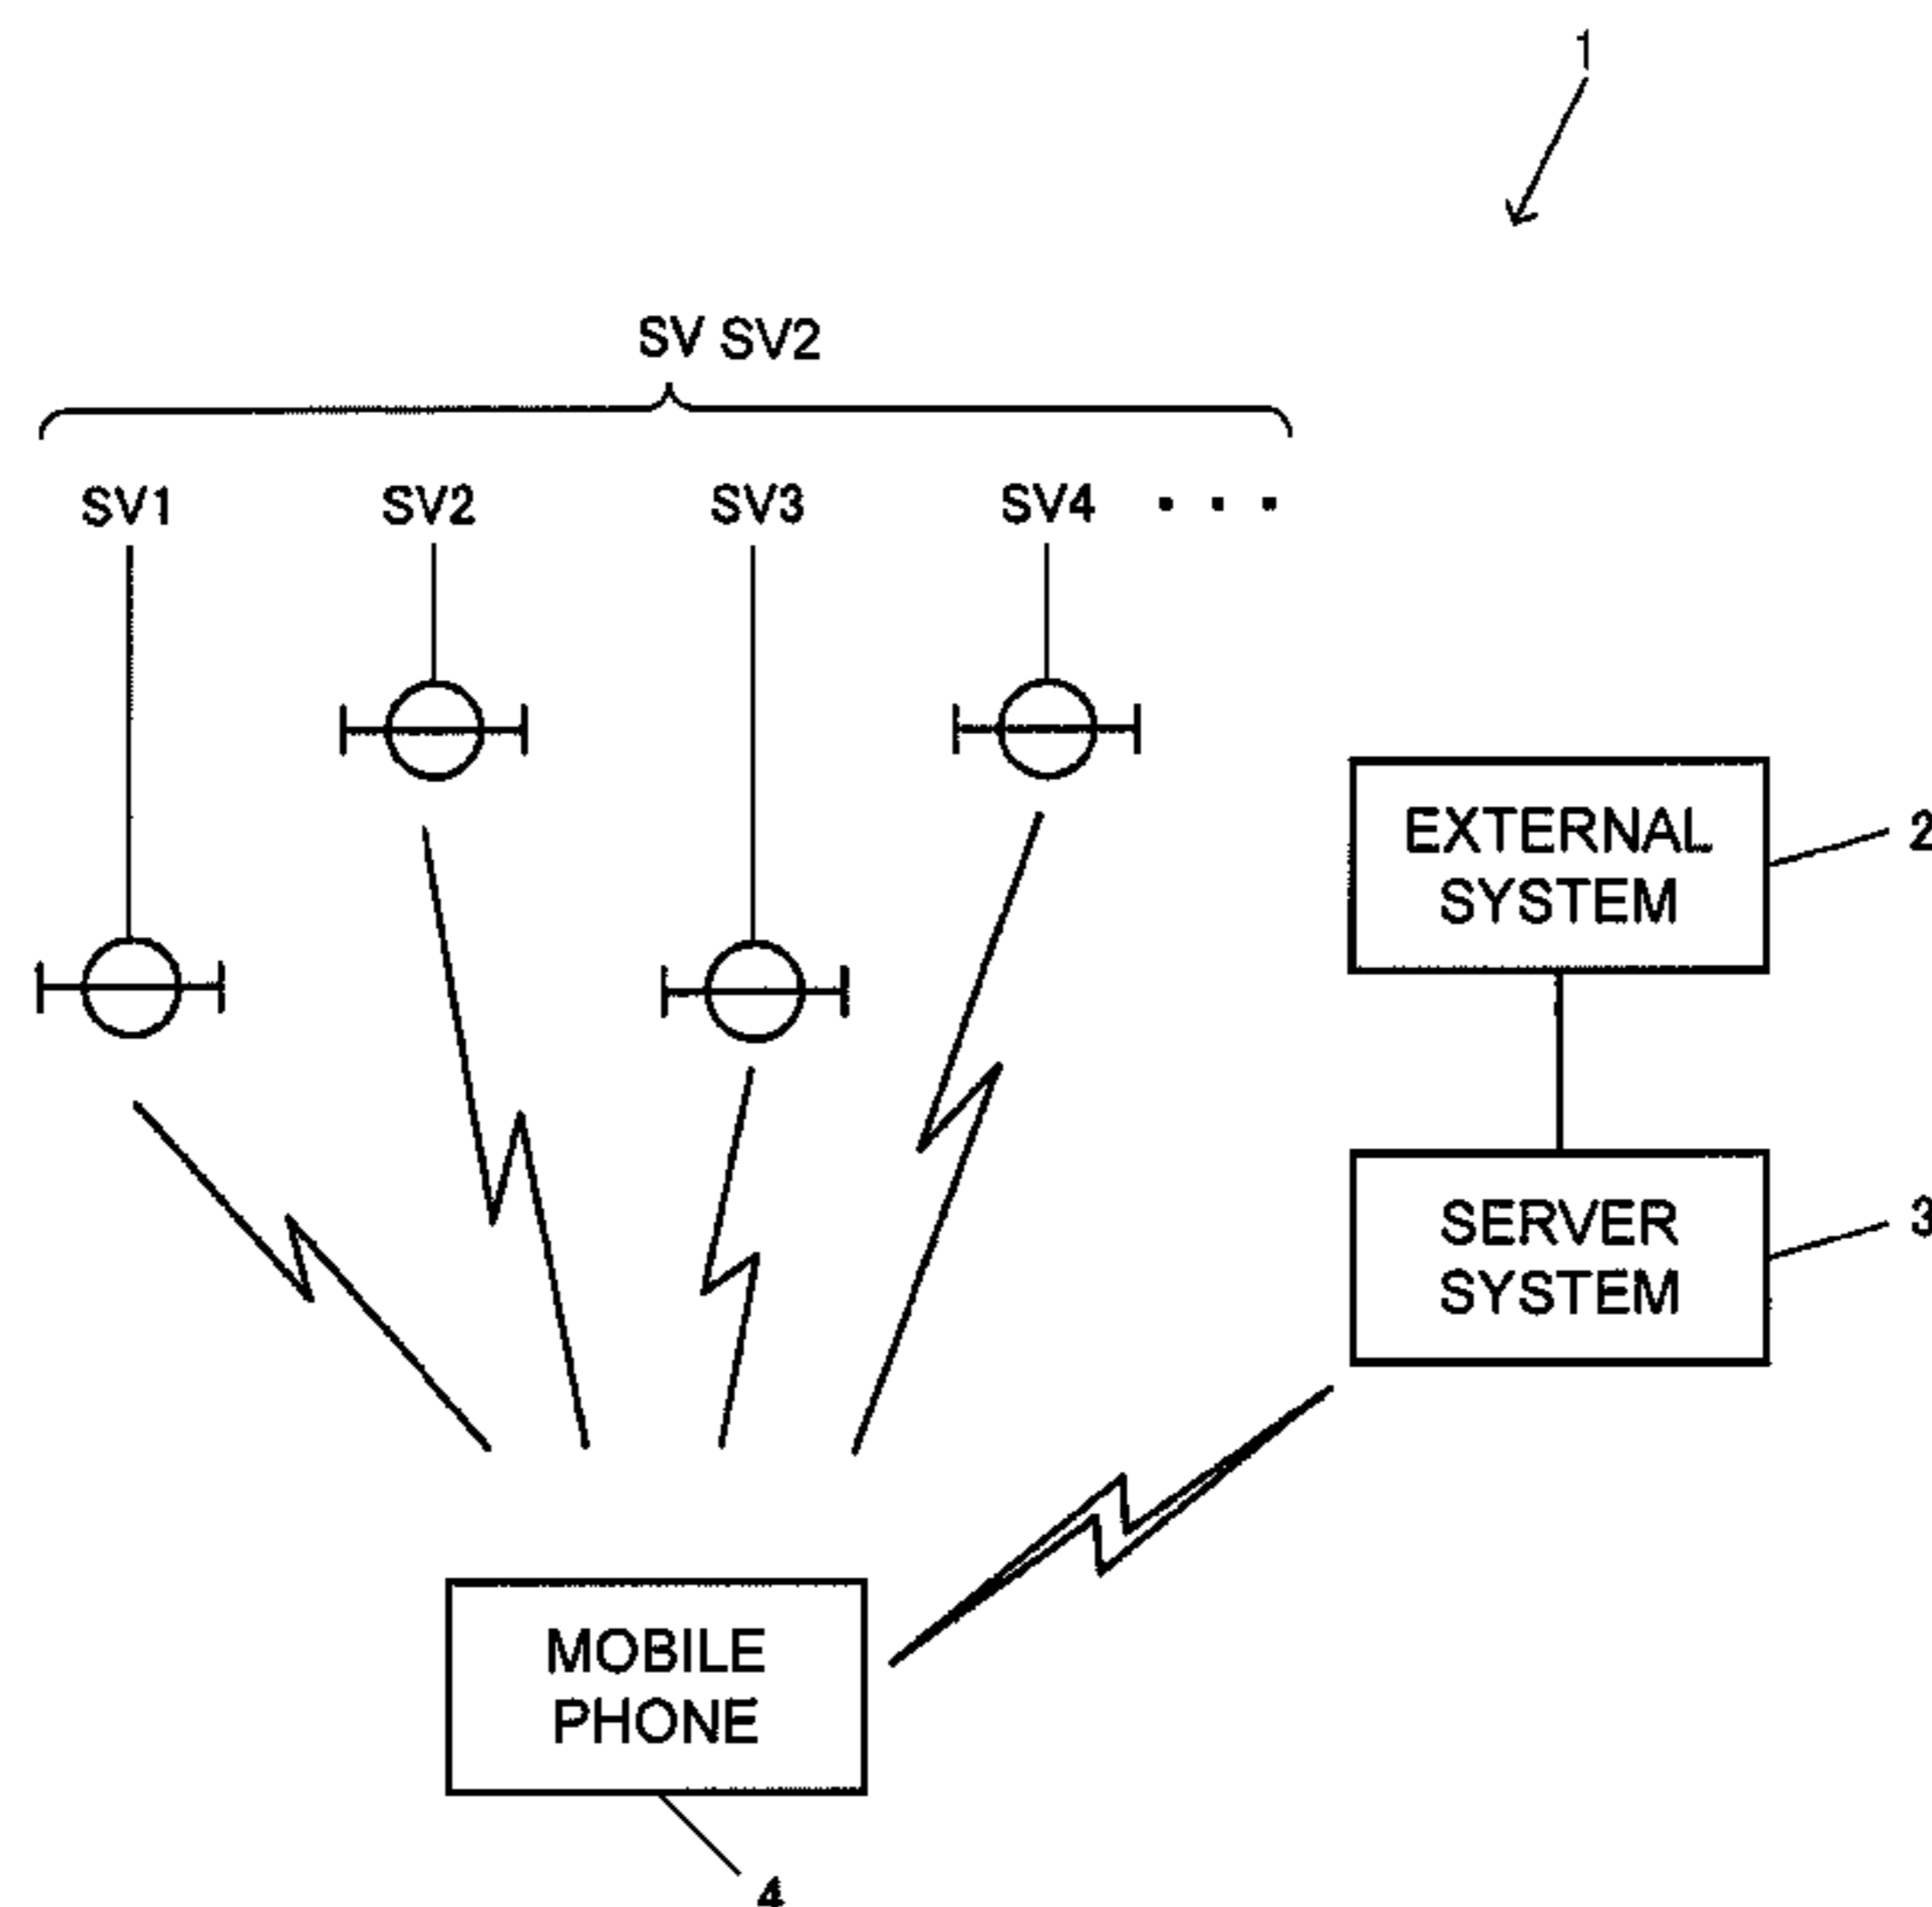 1
SV SV2
SV1 SV2 SV3 SV4 . . .
EXTERNAL
SYSTEM
2
SERVER
SYSTEM
3
MOBILE
PHONE
4